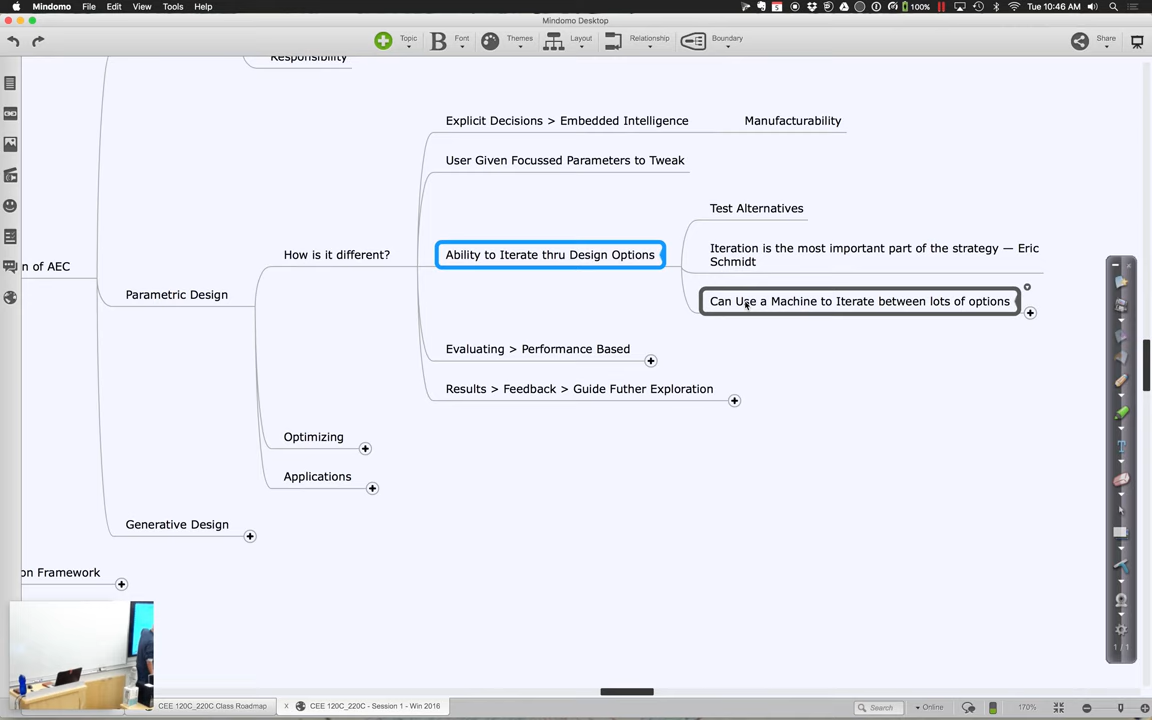 Mindomo File Edit View Tools Help
100% Tue 10:46 AM
Mindomo Desktop
Topic Font Themes Layout Relationship Boundary Share
Responsibility
Explicit Decisions > Embedded Intelligence Manufacturability
User Given Focussed Parameters to Tweak
Test Alternatives
How is it different? Ability to Iterate thru Design Options
Iteration is the most important part of the strategy — Eric
Schmidt
n of AEC
Parametric Design
Can Use a Machine to Iterate between lots of options
Evaluating > Performance Based
Results > Feedback > Guide Futher Exploration
Optimizing
Applications
Generative Design
on Framework
1 / 1
CEE 120C_220C Class Roadmap x CEE 120C_220C - Session 1 - Win 2016 Search Online 170%